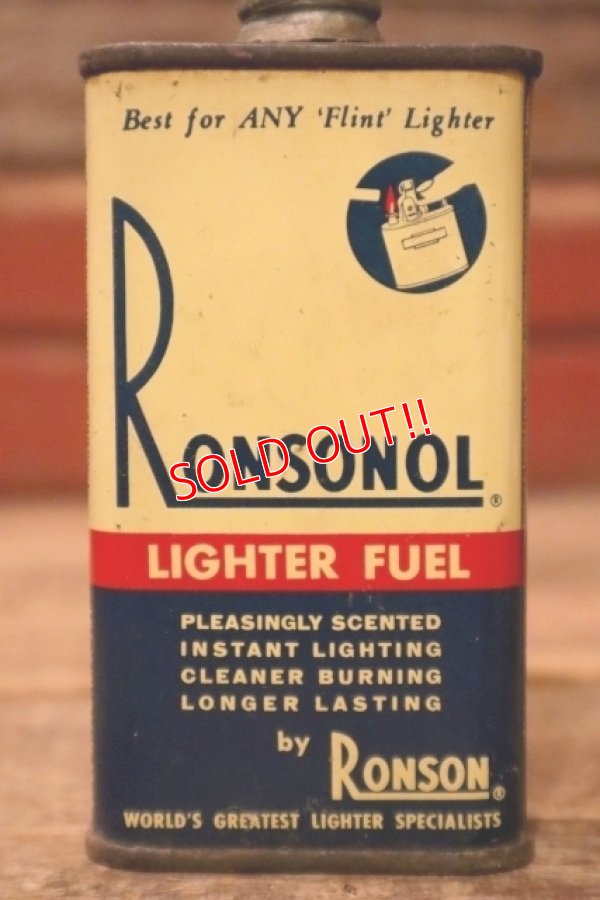 Best for ANY 'Flint' Lighter
RONSONOL®
SOLD OUT!!
LIGHTER FUEL
PLEASINGLY SCENTED
INSTANT LIGHTING
CLEANER BURNING
LONGER LASTING
by RONSON®
WORLD'S GREATEST LIGHTER SPECIALISTS